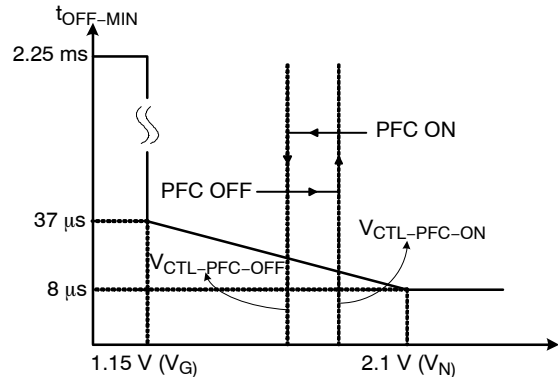 tOFF–MIN
2.25 ms
PFC ON
PFC OFF
37 μs
VCTL–PFC–ON
VCTL–PFC–OFF
8 μs
1.15 V (VG)
2.1 V (VN)